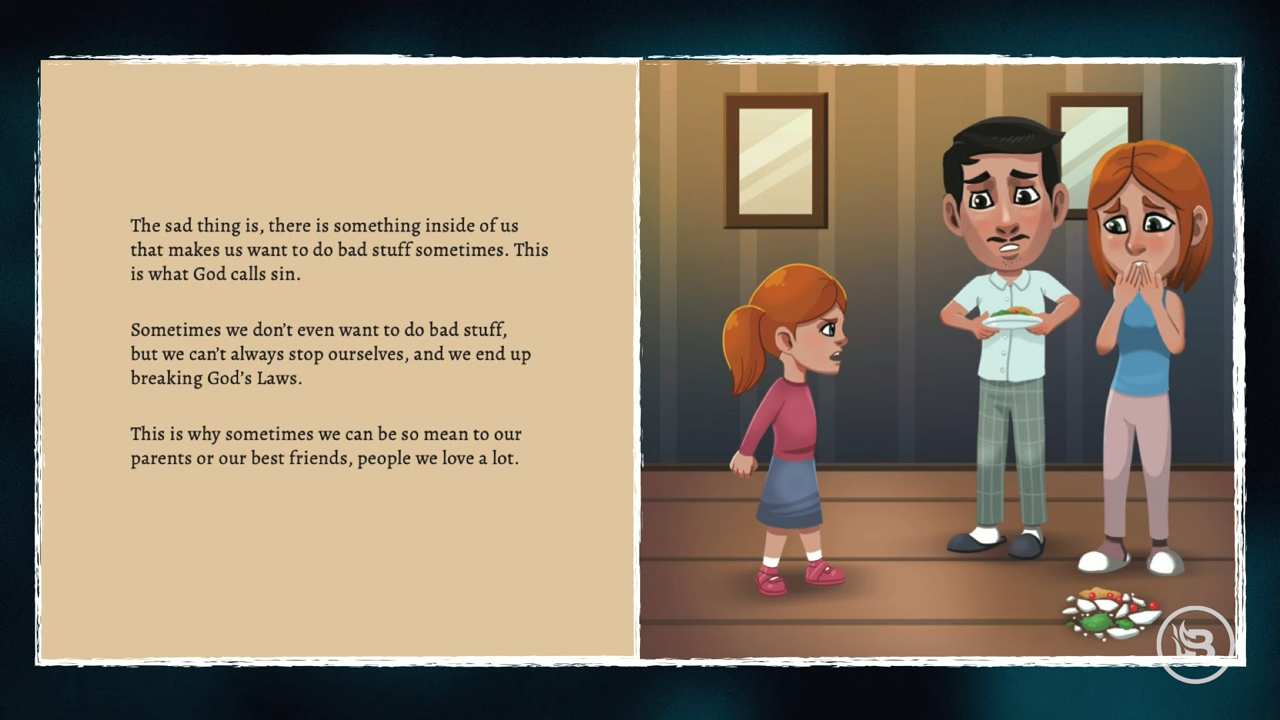 The sad thing is, there is something inside of us
that makes us want to do bad stuff sometimes. This
is what God calls sin.
Sometimes we don't even want to do bad stuff,
but we can't always stop ourselves, and we end up
breaking God's Laws.
This is why sometimes we can be so mean to our
parents or our best friends, people we love a lot.
B